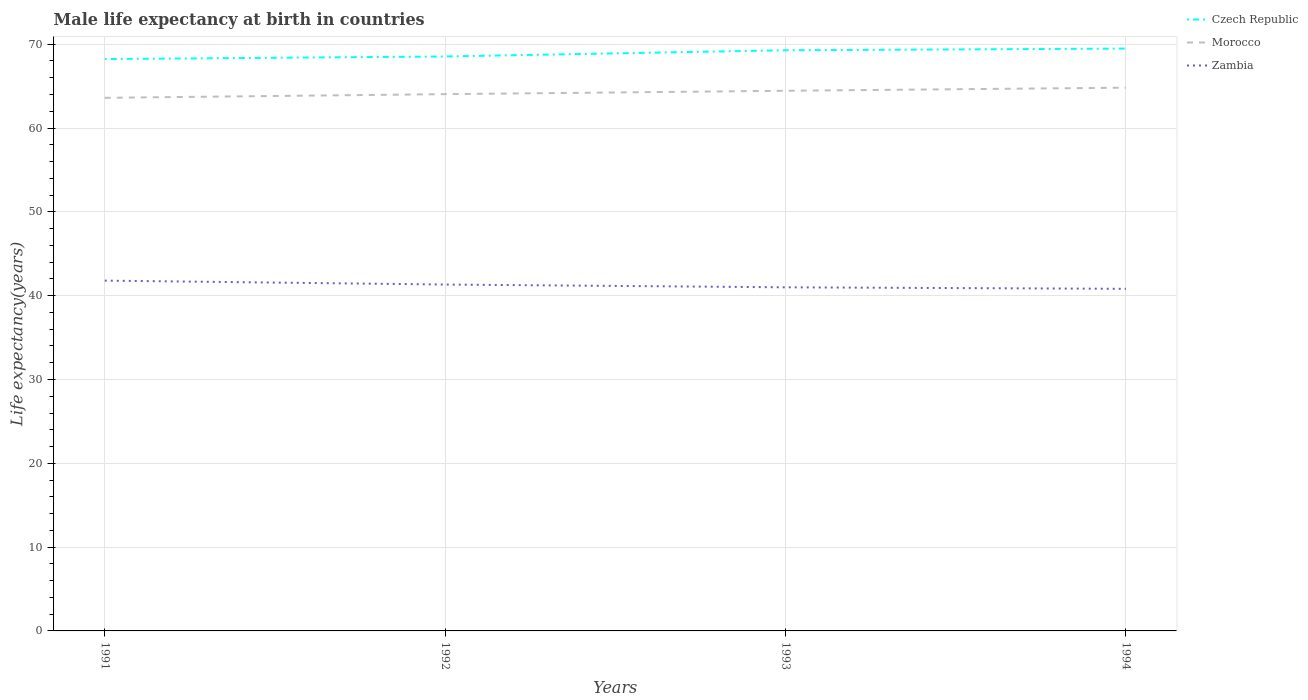 Male life expectancy at birth in countries
Czech Republic
Morocco
Zambia
70
60
50
40
30
20
10
0
Life expectancy(years)
1991
1992
1993
1994
Years